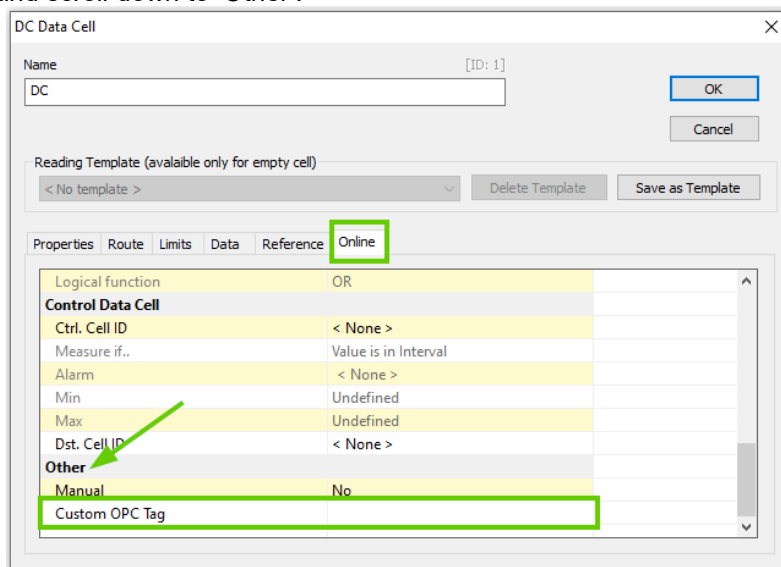 and scroll down to "Other".
DC Data Cell
Name [ID: 1]
DC
OK
Cancel
Reading Template (avalaible only for empty cell)
< No template >
Delete Template
Save as Template
Properties Route Limits Data Reference Online
Logical function OR
Control Data Cell
Ctrl. Cell ID < None >
Measure if.. Value is in Interval
Alarm < None >
Min Undefined
Max Undefined
Dst. Cell ID < None >
Other
Manual No
Custom OPC Tag